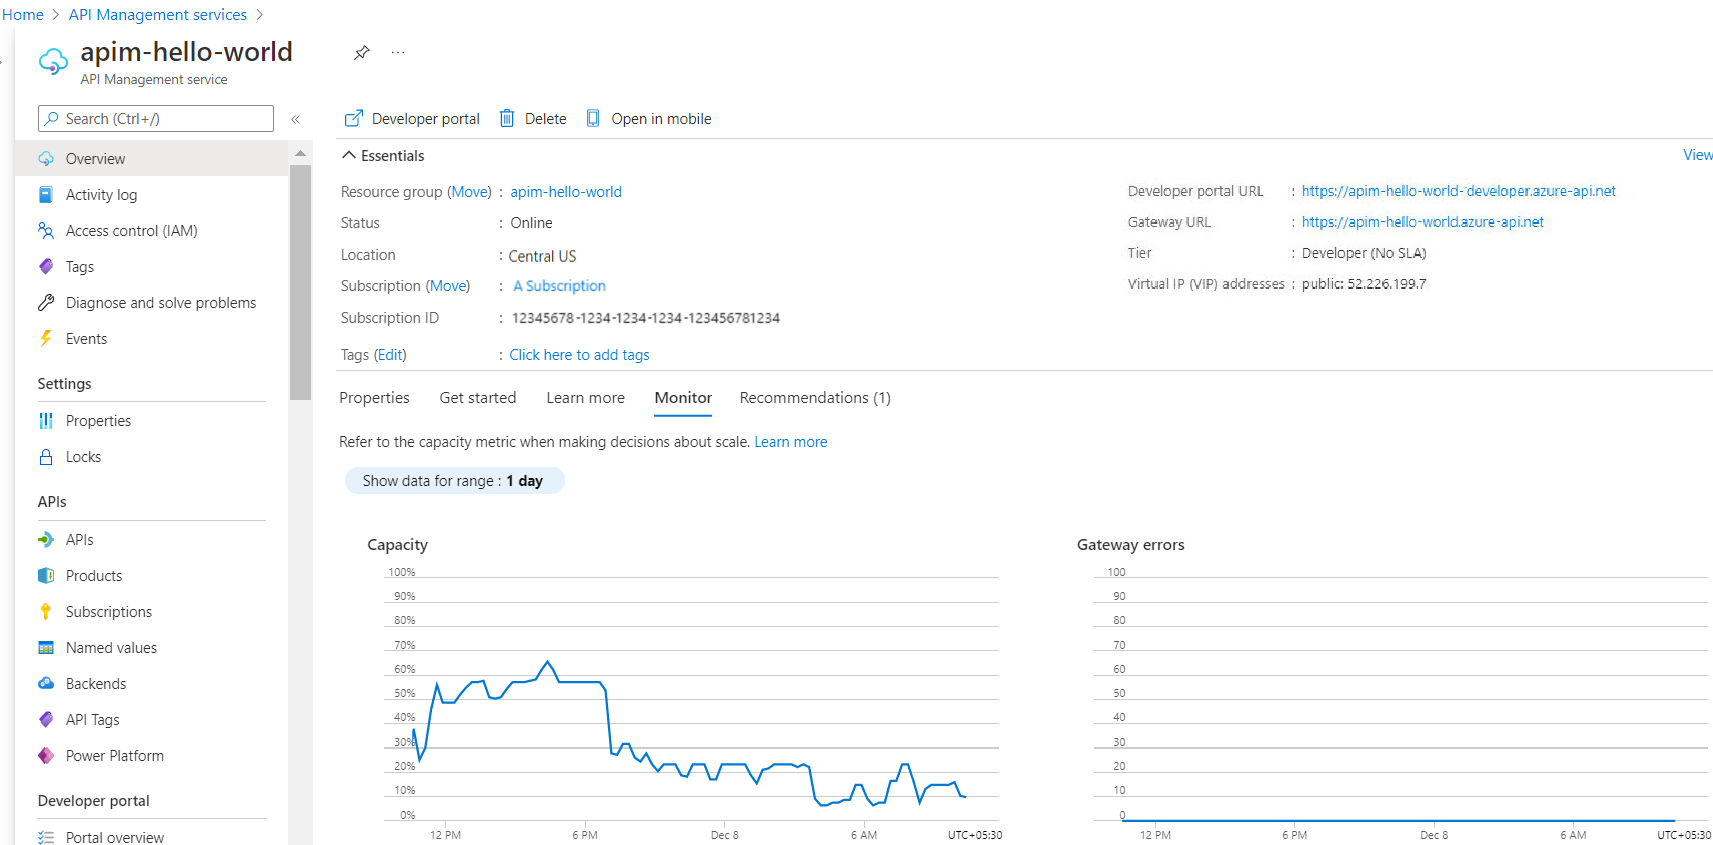 Home > API Management services >
apim-hello-world ...
API Management service
Search (Ctrl+/) «
Developer portal Delete Open in mobile
Overview
Activity log
Access control (IAM)
Tags
Diagnose and solve problems
Events
Settings
Properties
Locks
APIs
APIs
Products
Subscriptions
Named values
Backends
API Tags
Power Platform
Developer portal
Portal overview
Essentials
View
Resource group (Move) : apim-hello-world
Status : Online
Location : Central US
Subscription (Move) : A Subscription
Subscription ID : 12345678-1234-1234-1234-123456781234
Tags (Edit) : Click here to add tags
Developer portal URL : https://apim-hello-world-developer.azure-api.net
Gateway URL : https://apim-hello-world.azure-api.net
Tier : Developer (No SLA)
Virtual IP (VIP) addresses : public: 52.226.199.7
Properties Get started Learn more Monitor Recommendations (1)
Refer to the capacity metric when making decisions about scale. Learn more
Show data for range : 1 day
Capacity
100%
90%
80%
70%
60%
50%
40%
30%
20%
10%
0%
12 PM 6 PM Dec 8 6 AM UTC+05:30
Gateway errors
100
90
80
70
60
50
40
30
20
10
0
12 PM 6 PM Dec 8 6 AM UTC+05:30